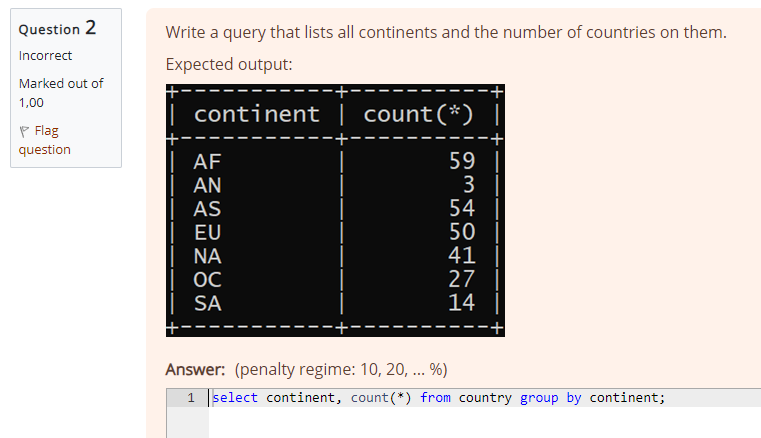 Question 2
Incorrect
Marked out of
1,00
Flag
question
Write a query that lists all continents and the number of countries on them.
Expected output:
+-----------+----------+
| continent | count(*) |
+-----------+----------+
| AF | 59 |
| AN | 3 |
| AS | 54 |
| EU | 50 |
| NA | 41 |
| OC | 27 |
| SA | 14 |
+-----------+----------+
Answer: (penalty regime: 10, 20, ... %)
1 select continent, count(*) from country group by continent;